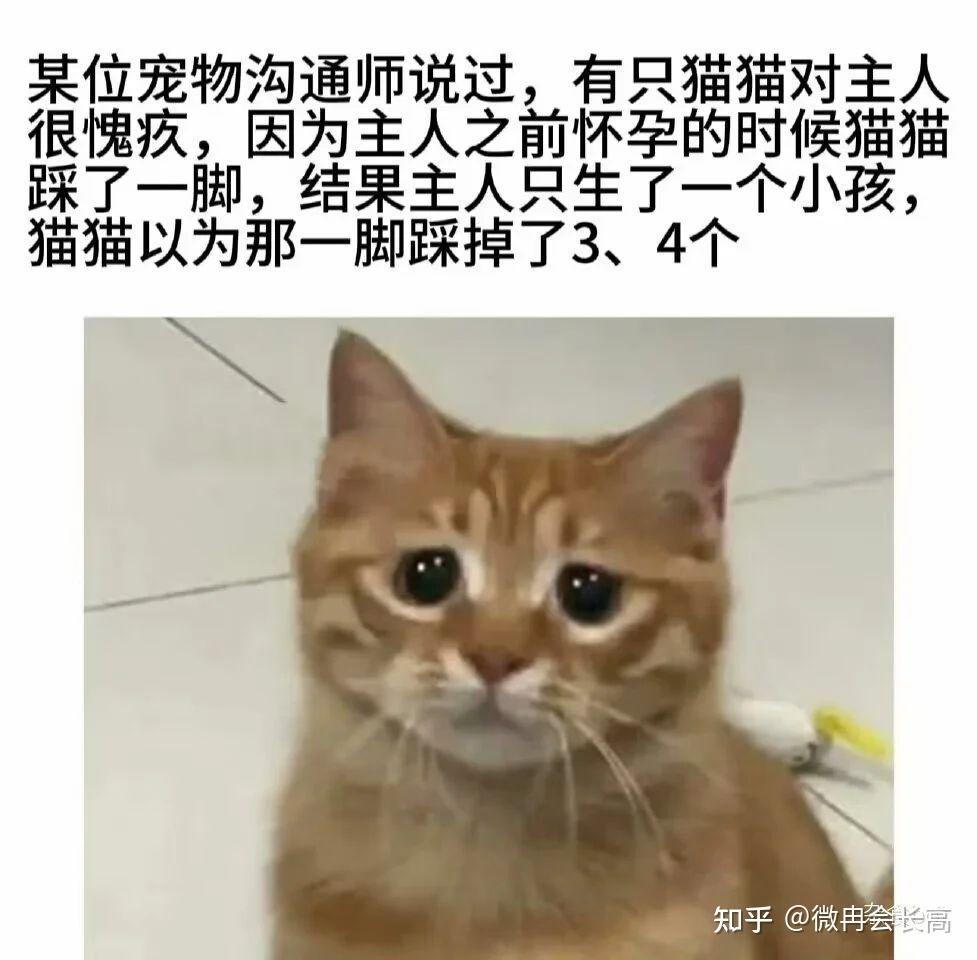 某位宠物沟通师说过，有只猫猫对主人
很愧疚，因为主人之前怀孕的时候猫猫
踩了一脚，结果主人只生了一个小孩，
猫猫以为那一脚踩掉了3、4个
知乎 @微冉会长高